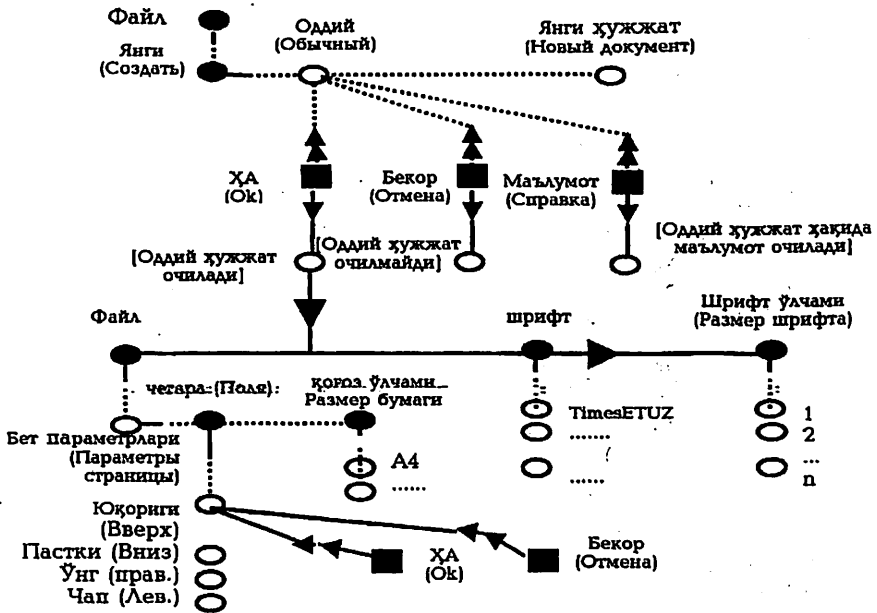 Файл
Оддий
(Обычный)
Янги ҳужжат
(Новый документ)
Янги
(Создать)
ҲА
(Ok)
Бекор
(Отмена)
Маълумот
(Справка)
[Оддий ҳужжат
очилади]
[Оддий ҳужжат
очилмайди]
[Оддий ҳужжат ҳақида
маълумот очилади]
Файл
шрифт
Шрифт ўлчами
(Размер шрифта)
чегара (Поля)
қоғоз ўлчами
Размер бумаги
Бет параметрлари
(Параметры
страницы)
A4
......
TimesETUZ
.......
......
1
2
...
n
Юқориги
(Вверх)
Пастки (Вниз)
Ўнг (прав.)
Чап (Лев.)
ҲА
(Ok)
Бекор
(Отмена)